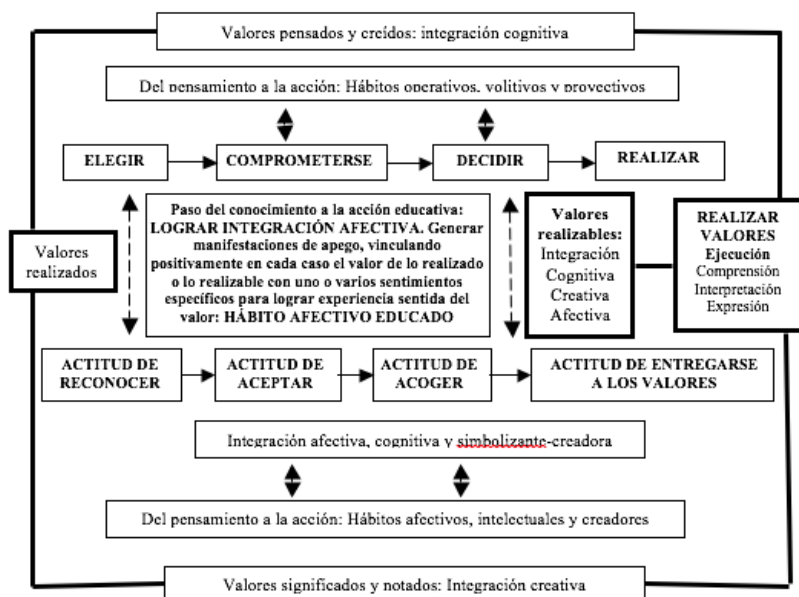 Valores pensados y creídos: integración cognitiva
Del pensamiento a la acción: Hábitos operativos, volitivos y proyectivos
ELEGIR
COMPROMETERSE
DECIDIR
REALIZAR
Valores
realizados
Paso del conocimiento a la acción educativa:
LOGRAR INTEGRACIÓN AFECTIVA. Generar
manifestaciones de apego, vinculando
positivamente en cada caso el valor de lo realizado
o lo realizable con uno o varios sentimientos
específicos para lograr experiencia sentida del
valor: HÁBITO AFECTIVO EDUCADO
Valores
realizables:
Integración
Cognitiva
Creativa
Afectiva
REALIZAR
VALORES
Ejecución
Comprensión
Interpretación
Expresión
ACTITUD DE
RECONOCER
ACTITUD DE
ACEPTAR
ACTITUD DE
ACOGER
ACTITUD DE ENTREGARSE
A LOS VALORES
Integración afectiva, cognitiva y simbolizante-creadora
Del pensamiento a la acción: Hábitos afectivos, intelectuales y creadores
Valores significados y notados: Integración creativa